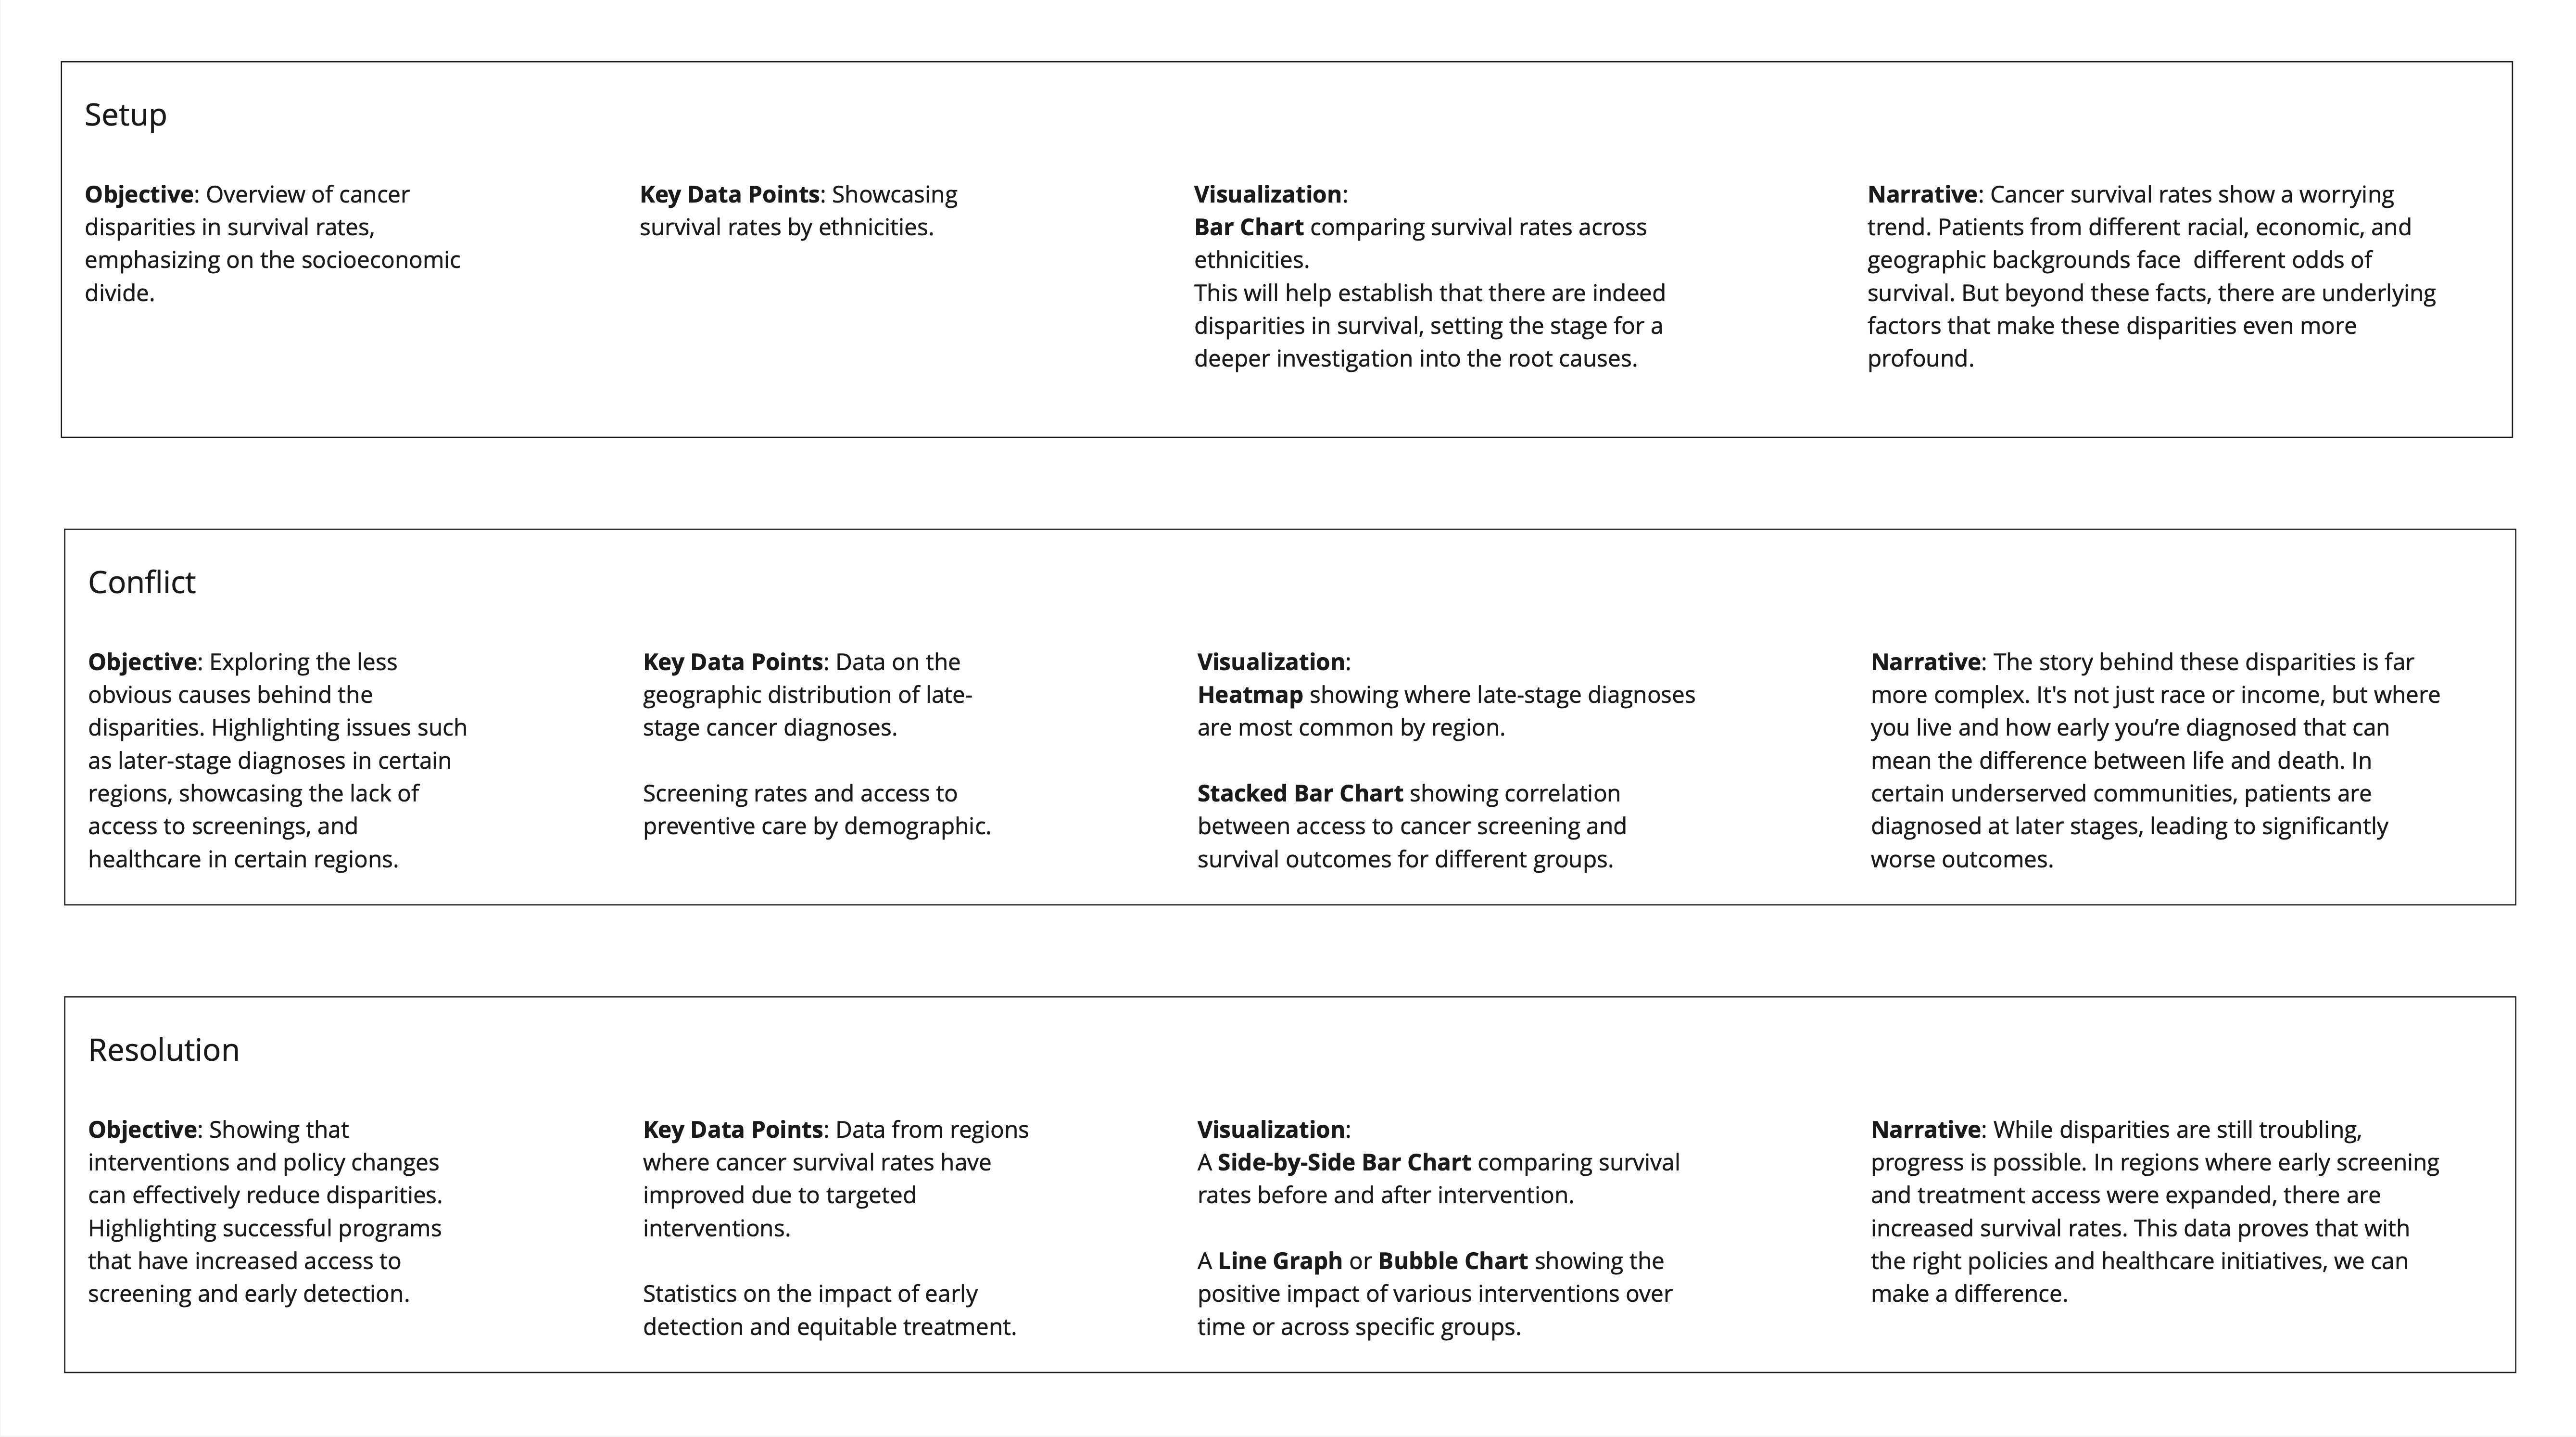 Setup
Objective: Overview of cancer
disparities in survival rates,
emphasizing on the socioeconomic
divide.
Key Data Points: Showcasing
survival rates by ethnicities.
Visualization:
Bar Chart comparing survival rates across
ethnicities.
This will help establish that there are indeed
disparities in survival, setting the stage for a
deeper investigation into the root causes.
Narrative: Cancer survival rates show a worrying
trend. Patients from different racial, economic, and
geographic backgrounds face  different odds of
survival. But beyond these facts, there are underlying
factors that make these disparities even more
profound.
Conflict
Objective: Exploring the less
obvious causes behind the
disparities. Highlighting issues such
as later-stage diagnoses in certain
regions, showcasing the lack of
access to screenings, and
healthcare in certain regions.
Key Data Points: Data on the
geographic distribution of late-
stage cancer diagnoses.
Screening rates and access to
preventive care by demographic.
Visualization:
Heatmap showing where late-stage diagnoses
are most common by region.
Stacked Bar Chart showing correlation
between access to cancer screening and
survival outcomes for different groups.
Narrative: The story behind these disparities is far
more complex. It's not just race or income, but where
you live and how early you’re diagnosed that can
mean the difference between life and death. In
certain underserved communities, patients are
diagnosed at later stages, leading to significantly
worse outcomes.
Resolution
Objective: Showing that
interventions and policy changes
can effectively reduce disparities.
Highlighting successful programs
that have increased access to
screening and early detection.
Key Data Points: Data from regions
where cancer survival rates have
improved due to targeted
interventions.
Statistics on the impact of early
detection and equitable treatment.
Visualization:
A Side-by-Side Bar Chart comparing survival
rates before and after intervention.
A Line Graph or Bubble Chart showing the
positive impact of various interventions over
time or across specific groups.
Narrative: While disparities are still troubling,
progress is possible. In regions where early screening
and treatment access were expanded, there are
increased survival rates. This data proves that with
the right policies and healthcare initiatives, we can
make a difference.